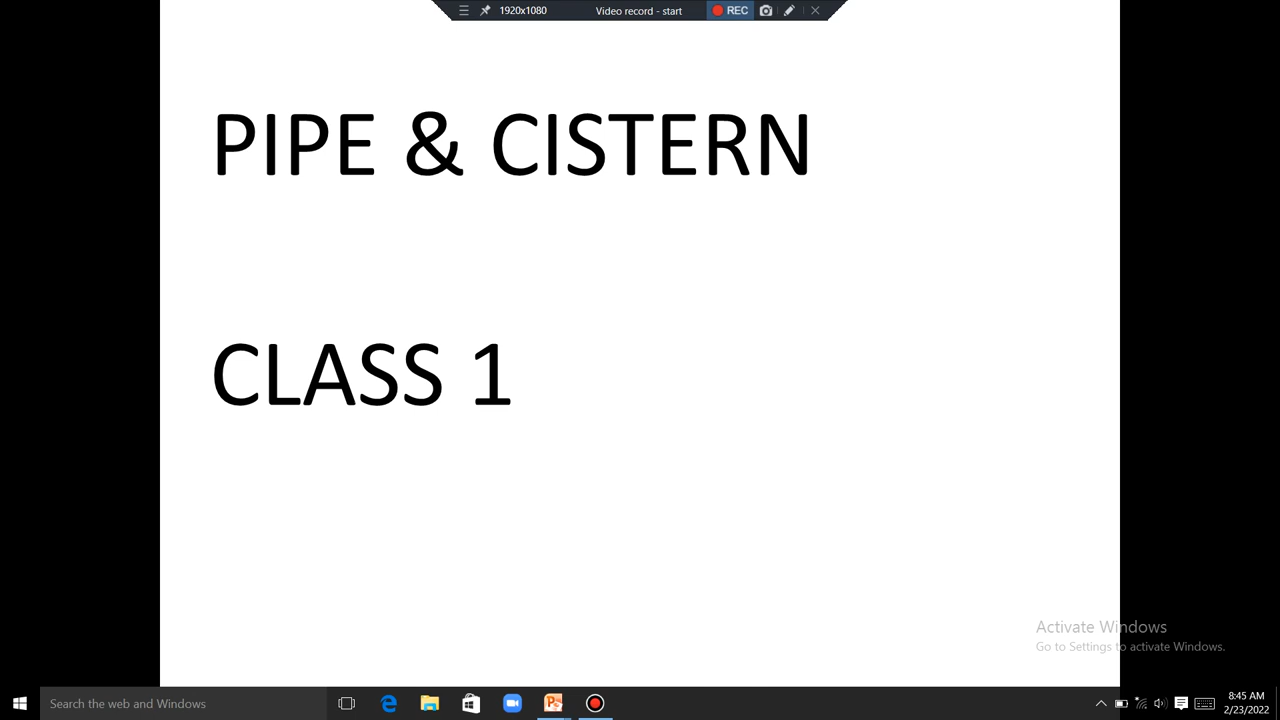 1920x1080 Video record - start REC
PIPE & CISTERN
CLASS 1
Activate Windows
Go to Settings to activate Windows.
Search the web and Windows
8:45 AM
2/23/2022